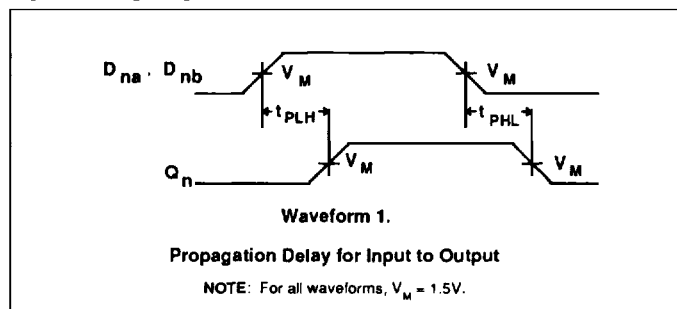 D na , D nb
V M
V M
t PLH
t PHL
Q n
V M
V M
Waveform 1.
Propagation Delay for Input to Output
NOTE: For all waveforms, V M = 1.5V.